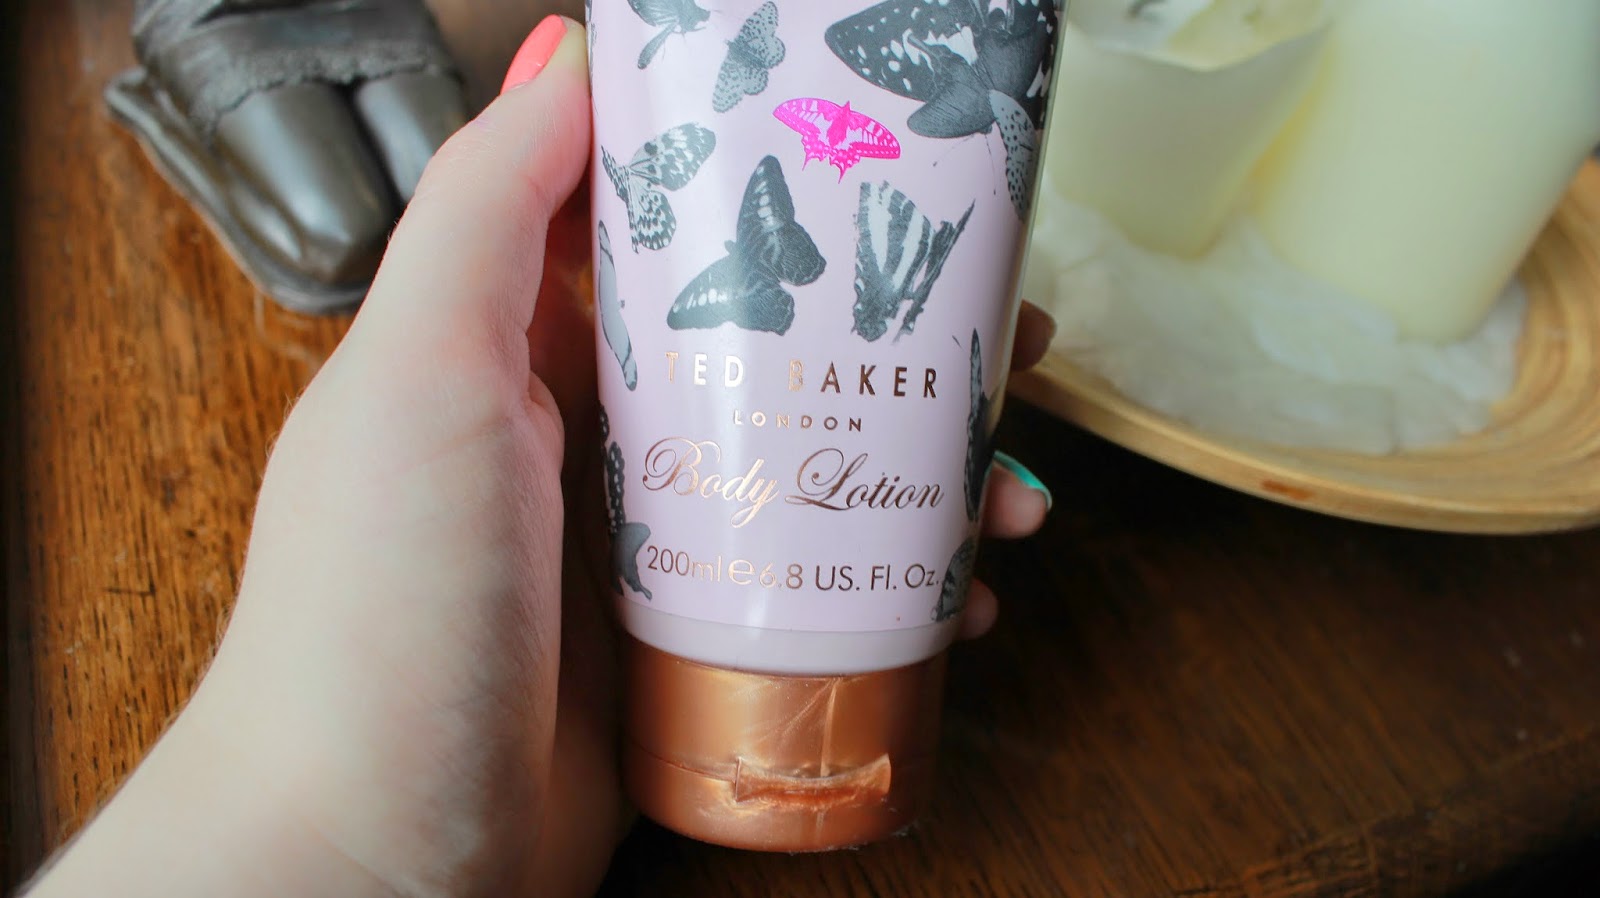 TED BAKER
LONDON
Body Lotion
200ml℮6.8 US. Fl. Oz.